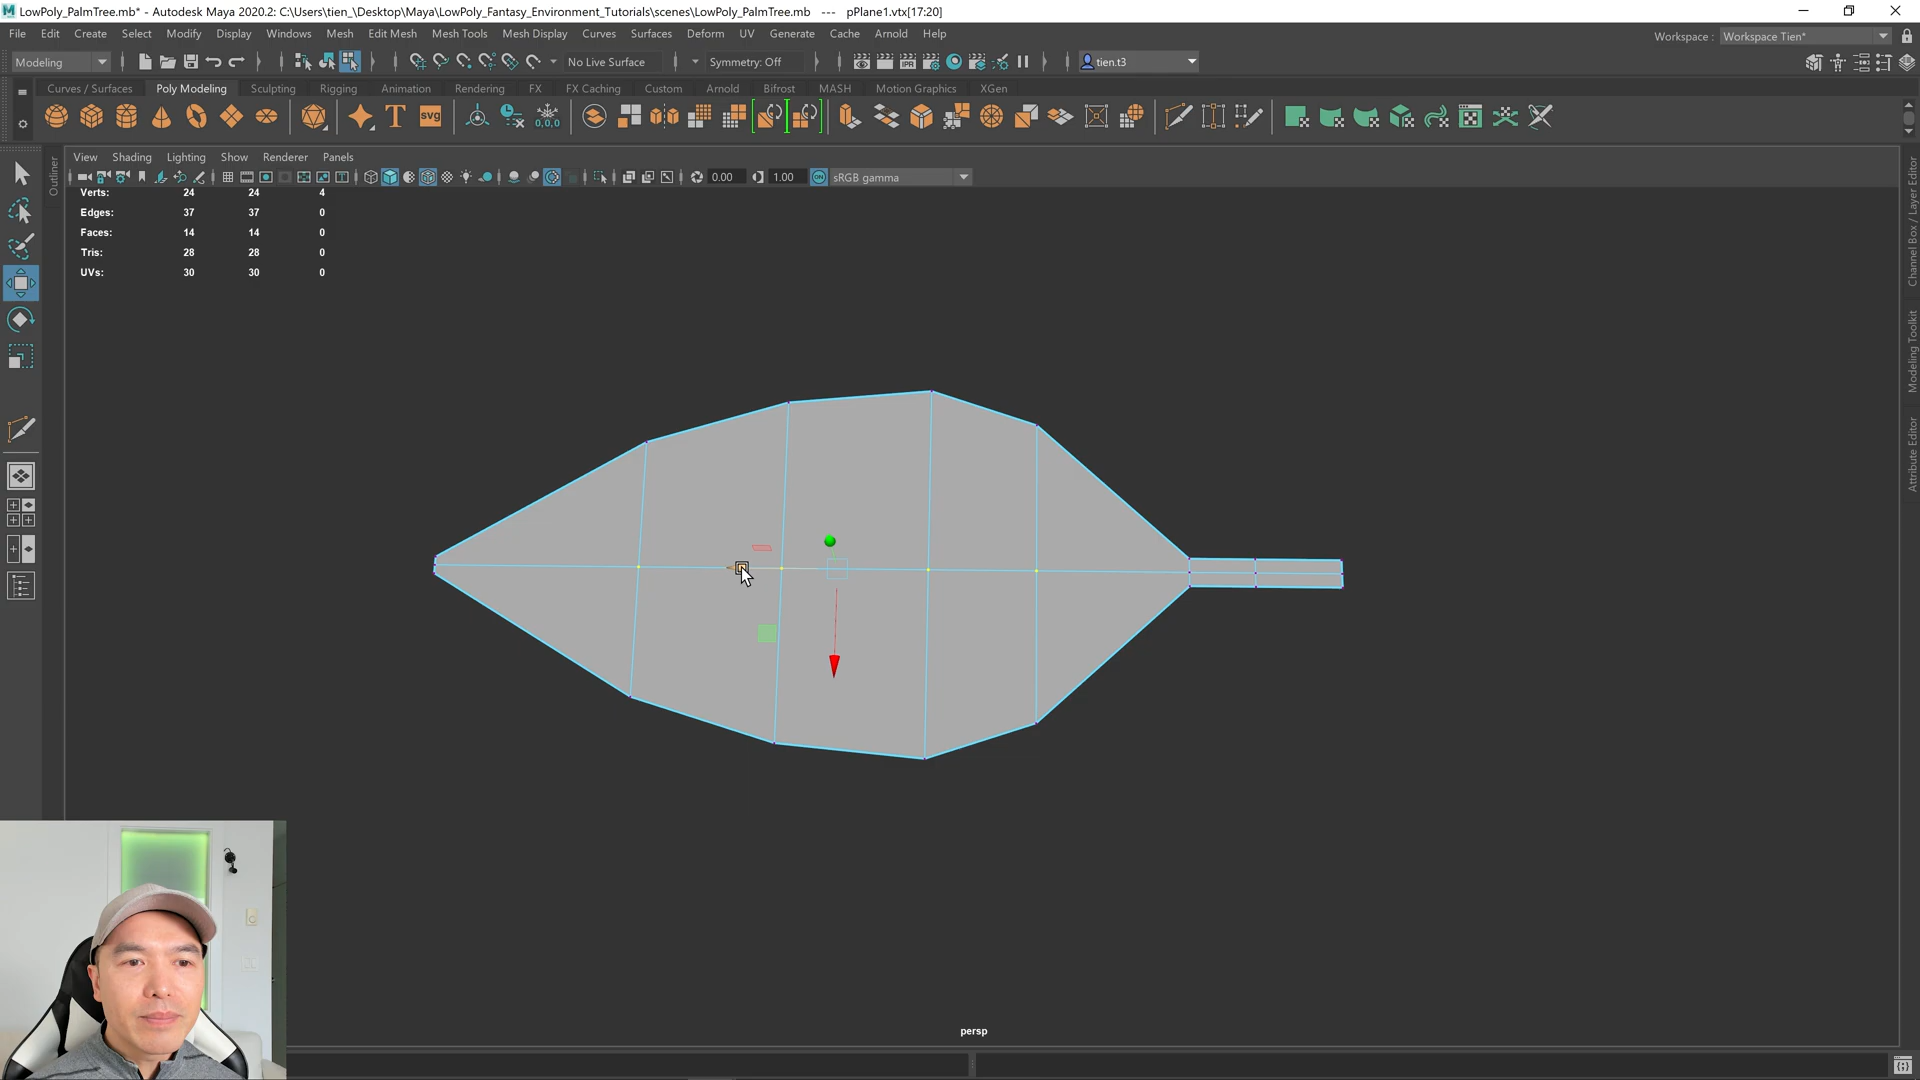 LowPoly_PalmTree.mb* - Autodesk Maya 2020.2: C:\Users\tien_\Desktop\Maya\LowPoly_Fantasy_Environment_Tutorials\scenes\LowPoly_PalmTree.mb --- pPlane1.vtx[17:20]
File Edit Create Select Modify Display Windows Mesh Edit Mesh Mesh Tools Mesh Display Curves Surfaces Deform UV Generate Cache Arnold Help
Workspace : Workspace Tien*
Modeling No Live Surface Symmetry: Off tien.t3
Curves / Surfaces Poly Modeling Sculpting Rigging Animation Rendering FX FX Caching Custom Arnold Bifrost MASH Motion Graphics XGen
T SVG 0,0,0
View Shading Lighting Show Renderer Panels
0.00 1.00 ON sRGB gamma
Verts: 24 24 4
Edges: 37 37 0
Faces: 14 14 0
Tris: 28 28 0
UVs: 30 30 0
Outliner
Channel Box / Layer Editor
Modeling Toolkit
Attribute Editor
persp